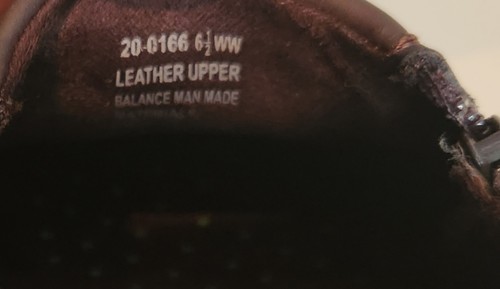 20-0166 6½ WW
LEATHER UPPER
BALANCE MAN MADE